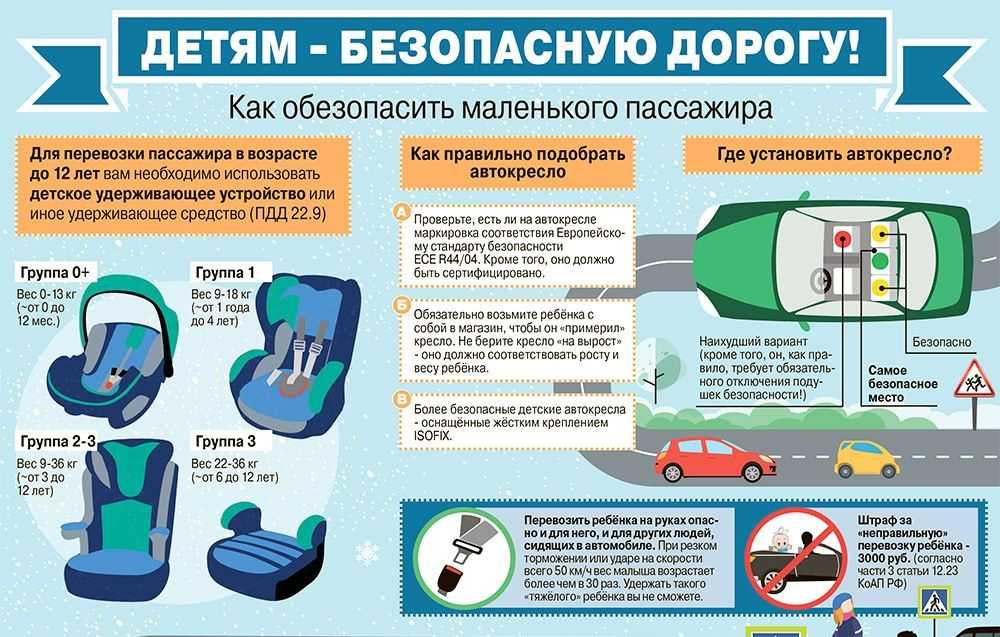 ДЕТЯМ - БЕЗОПАСНУЮ ДОРОГУ!
Как обезопасить маленького пассажира
Для перевозки пассажира в возрасте
до 12 лет вам необходимо использовать
детское удерживающее устройство или
иное удерживающее средство (ПДД 22.9)
Группа 0+
Вес 0-13 кг
(~от 0 до
12 мес.)
Группа 1
Вес 9-18 кг
(~от 1 года
до 4 лет)
Группа 2-3
Вес 9-36 кг
(~от 3 до
12 лет)
Группа 3
Вес 22-36 кг
(~от 6 до 12 лет)
Как правильно подобрать
автокресло
А
Проверьте, есть ли на автокресле
маркировка соответствия Европейско-
му стандарту безопасности
ECE R44/04. Кроме того, оно должно
быть сертифицировано.
Б
Обязательно возьмите ребёнка с
собой в магазин, чтобы он «примерил»
кресло. Не берите кресло «на вырост»
- оно должно соответствовать росту и
весу ребёнка.
В
Более безопасные детские автокресла
- оснащённые жёстким креплением
ISOFIX.
Где установить автокресло?
Наихудший вариант
(кроме того, он, как пра-
вило, требует обязатель-
ного отключения поду-
шек безопасности!)
Безопасно
Самое
безопасное
место
Перевозить ребёнка на руках опас-
но и для него, и для других людей,
сидящих в автомобиле. При резком
торможении или ударе на скорости
всего 50 км/ч вес малыша возрастает
более чем в 30 раз. Удержать такого
«тяжёлого» ребёнка вы не сможете.
Штраф за
«неправильную»
перевозку ребёнка -
3000 руб. (согласно
части 3 статьи 12.23
КоАП РФ)